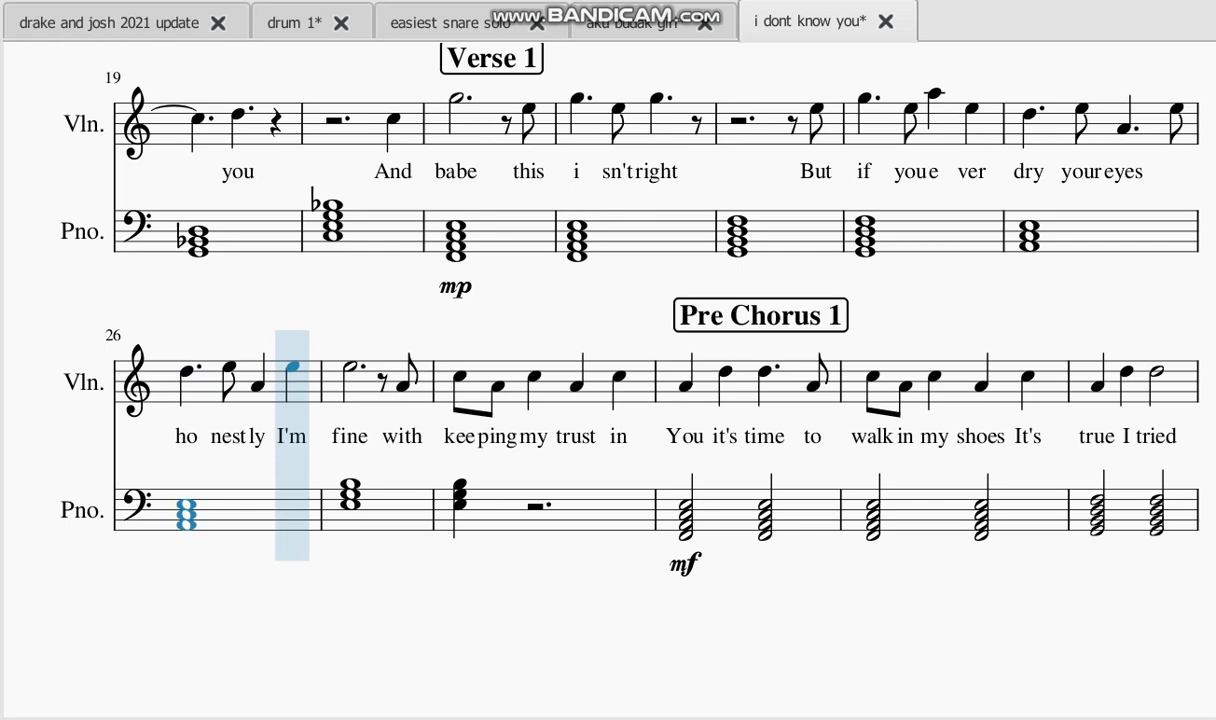 drake and josh 2021 update drum 1* easiest snare solo aku budak girl i dont know you*
www.BANDICAM.com
Verse 1
19
Vln.
you And babe this i sn't right But if you e ver dry your eyes
Pno.
mp
Pre Chorus 1
26
Vln.
ho nest ly I'm fine with kee ping my trust in You it's time to walk in my shoes It's true I tried
Pno.
mf